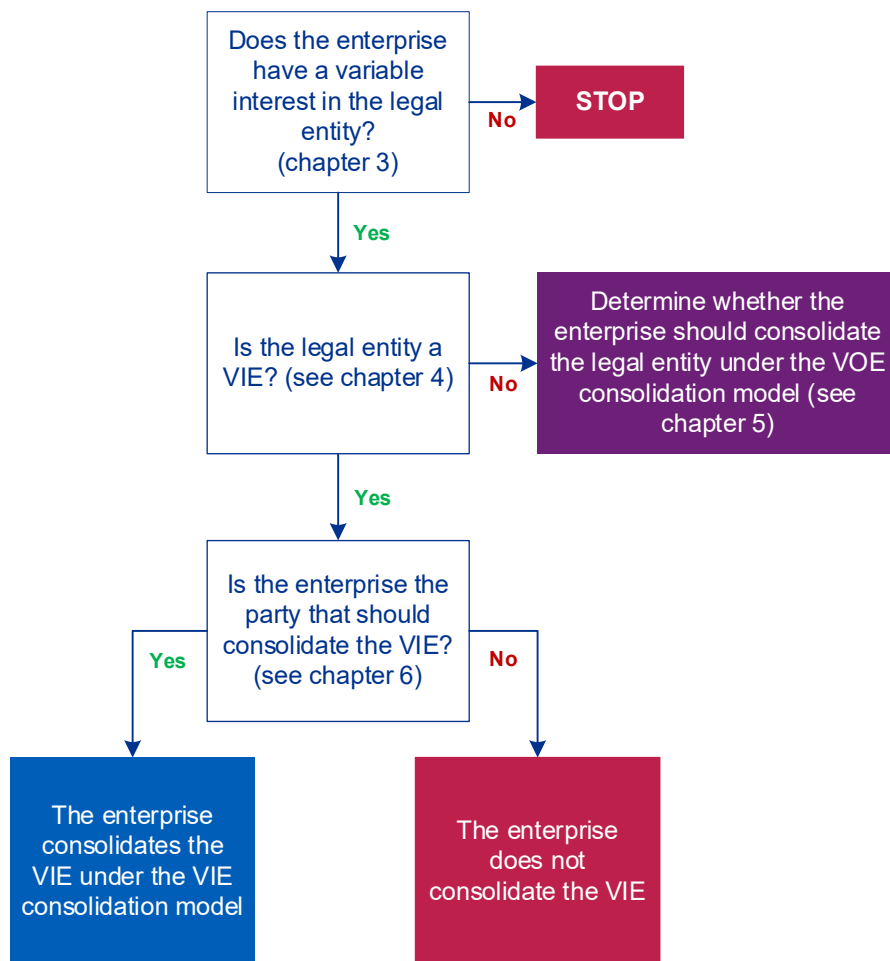 Does the enterprise
have a variable
interest in the legal
entity?
(chapter 3)
No
STOP
Yes
Is the legal entity a
VIE? (see chapter 4)
No
Determine whether the
enterprise should consolidate
the legal entity under the VOE
consolidation model (see
chapter 5)
Yes
Is the enterprise the
party that should
consolidate the VIE?
(see chapter 6)
Yes
No
The enterprise
consolidates the
VIE under the VIE
consolidation model
The enterprise
does not
consolidate the VIE